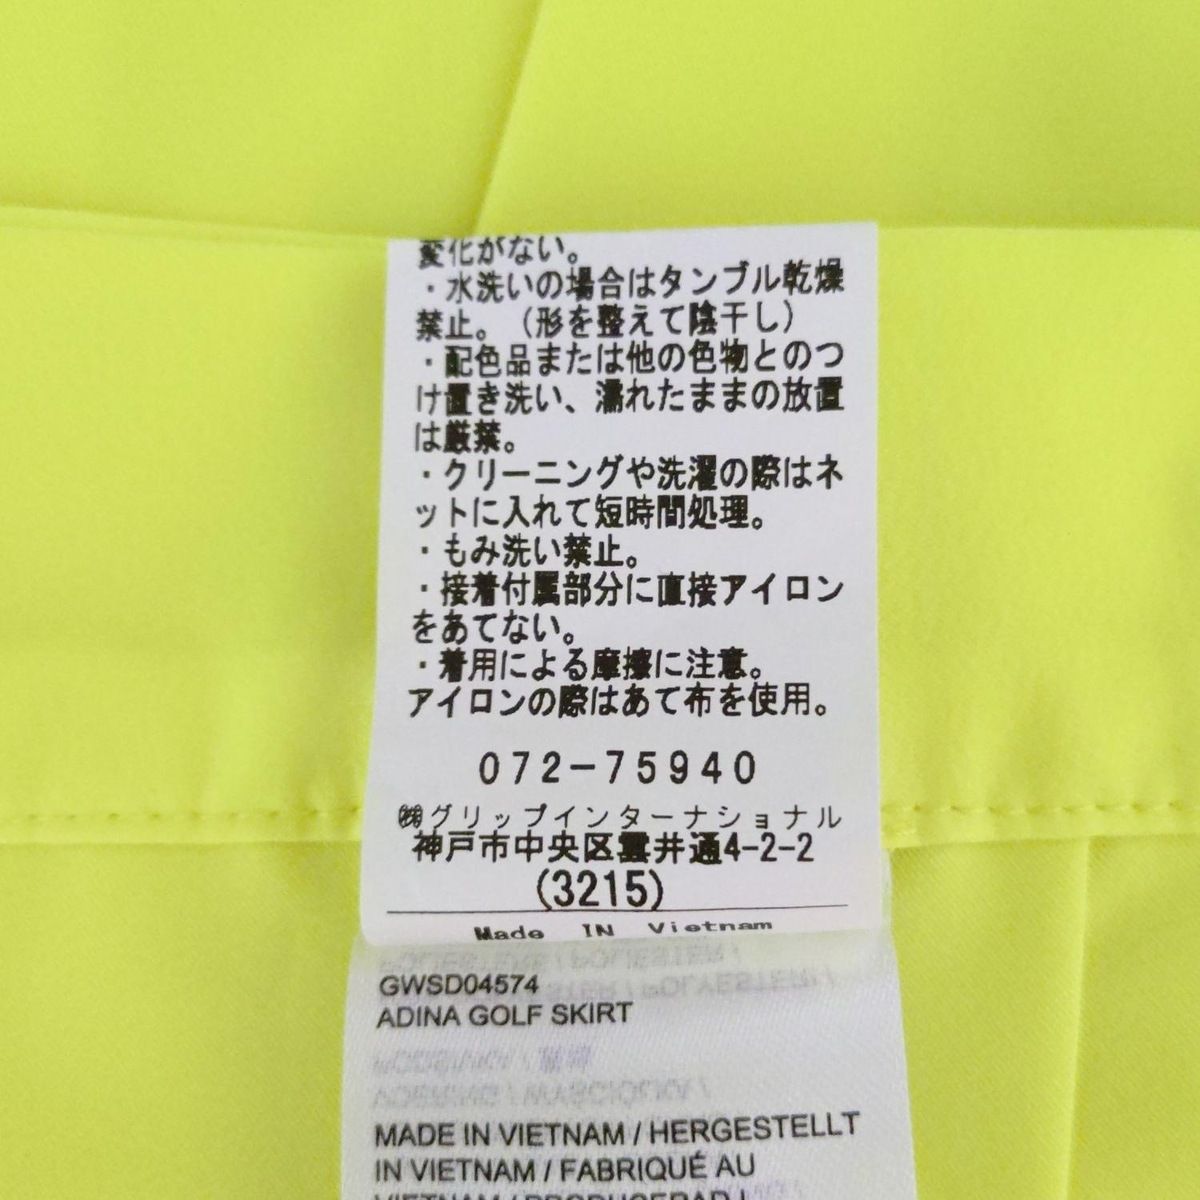 変化がない。
・水洗いの場合はタンブル乾燥
禁止。(形を整えて陰干し)
・配色品または他の色物とのつ
け置き洗い、濡れたままの放置
は厳禁。
・クリーニングや洗濯の際はネ
ットに入れて短時間処理。
・もみ洗い禁止。
・接着付属部分に直接アイロン
をあてない。
・着用による摩擦に注意。
アイロンの際はあて布を使用。
072-75940
㈱グリップインターナショナル
神戸市中央区雲井通4-2-2
(3215)
Made IN Vietnam
GWSD04574
ADINA GOLF SKIRT
MADE IN VIETNAM / HERGESTELLT
IN VIETNAM / FABRIQUÉ AU
VIETNAM /